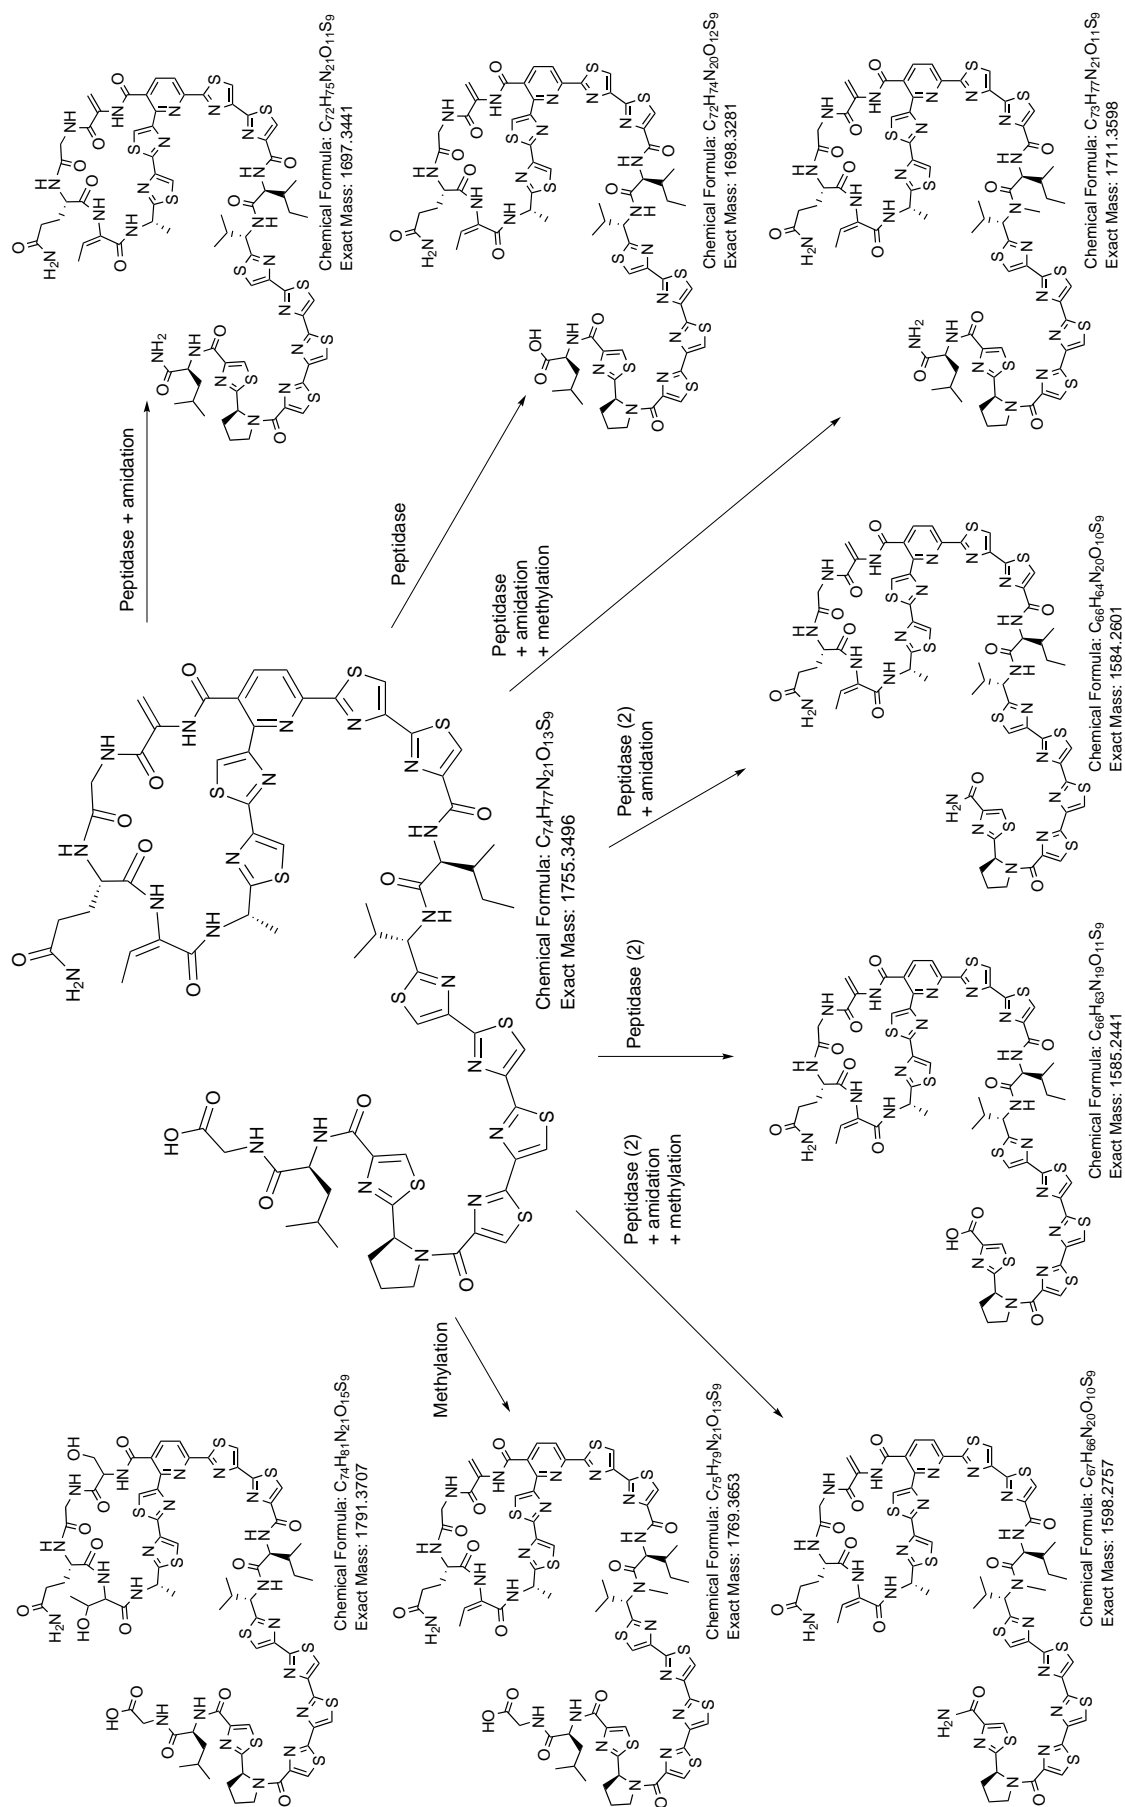 Peptidase + amidation
Chemical Formula: C74H81N21O15S9
Exact Mass: 1791.3707
Chemical Formula: C72H75N21O11S9
Exact Mass: 1697.3441
Peptidase
Methylation
Peptidase
+ amidation
+ methylation
Chemical Formula: C74H77N21O13S9
Exact Mass: 1755.3496
Peptidase (2)
+ amidation
+ methylation
Peptidase (2)
Peptidase (2)
+ amidation
Chemical Formula: C75H79N21O13S9
Exact Mass: 1769.3653
Chemical Formula: C72H74N20O12S9
Exact Mass: 1698.3281
Chemical Formula: C67H66N20O10S9
Exact Mass: 1598.2757
Chemical Formula: C66H63N19O11S9
Exact Mass: 1585.2441
Chemical Formula: C66H64N20O10S9
Exact Mass: 1584.2601
Chemical Formula: C73H77N21O11S9
Exact Mass: 1711.3598